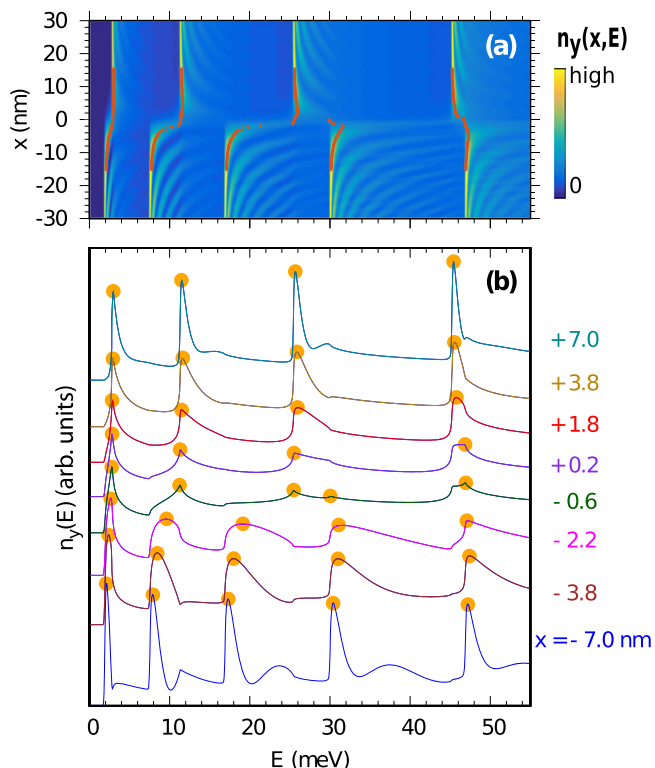 30
20
10
0
-10
-20
-30
x (nm)
(a)
n_y(x,E)
high
0
(b)
n_y(E) (arb. units)
+7.0
+3.8
+1.8
+0.2
- 0.6
- 2.2
- 3.8
x = - 7.0 nm
0 10 20 30 40 50
E (meV)